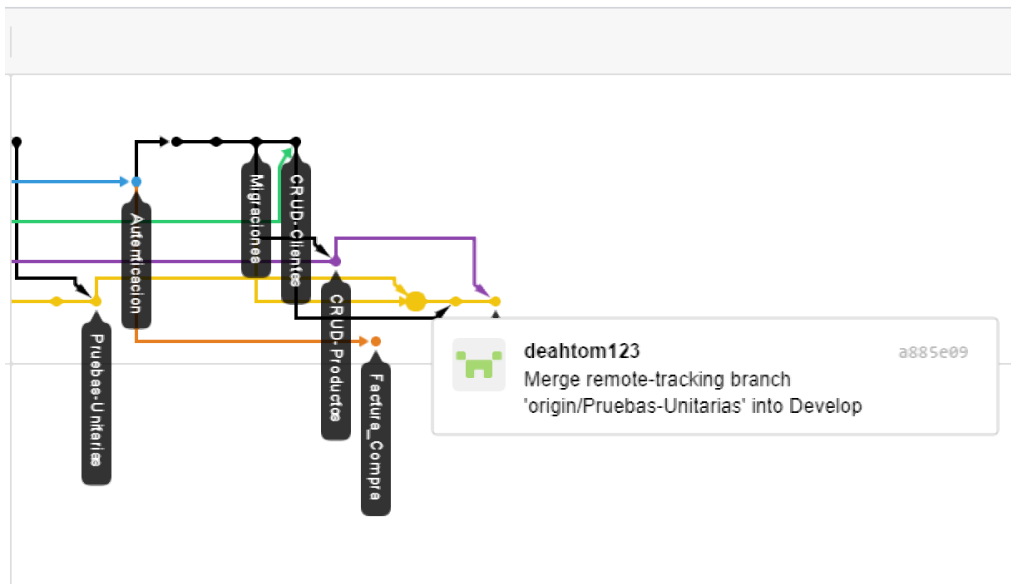 Autenticacion
Migraciones
CRUD-Clientes
Pruebas-Unitarias
CRUD-Productos
Factura_Compra
deahtom123
a885e09
Merge remote-tracking branch
'origin/Pruebas-Unitarias' into Develop